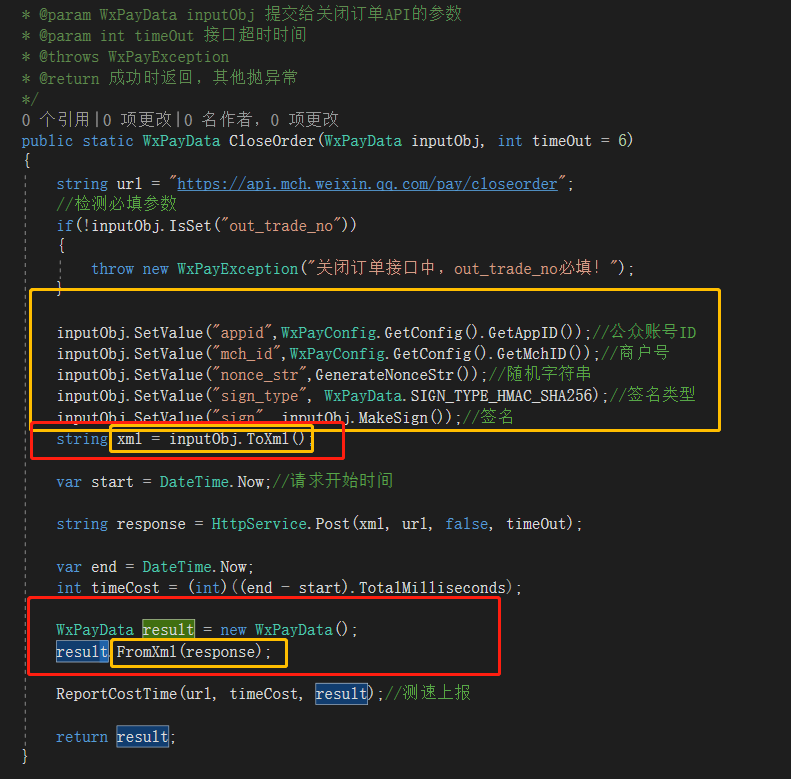 * @param WxPayData inputObj 提交给关闭订单API的参数
* @param int timeOut 接口超时时间
* @throws WxPayException
* @return 成功时返回，其他抛异常
*/
0 个引用|0 项更改|0 名作者，0 项更改
public static WxPayData CloseOrder(WxPayData inputObj, int timeOut = 6)
{
string url = "https://api.mch.weixin.qq.com/pay/closeorder";
//检测必填参数
if(!inputObj.IsSet("out_trade_no"))
{
throw new WxPayException("关闭订单接口中，out_trade_no必填！");
}
inputObj.SetValue("appid",WxPayConfig.GetConfig().GetAppID());//公众账号ID
inputObj.SetValue("mch_id",WxPayConfig.GetConfig().GetMchID());//商户号
inputObj.SetValue("nonce_str",GenerateNonceStr());//随机字符串
inputObj.SetValue("sign_type", WxPayData.SIGN_TYPE_HMAC_SHA256);//签名类型
inputObj.SetValue("sign", inputObj.MakeSign());//签名
string xml = inputObj.ToXml();
var start = DateTime.Now;//请求开始时间
string response = HttpService.Post(xml, url, false, timeOut);
var end = DateTime.Now;
int timeCost = (int)((end - start).TotalMilliseconds);
WxPayData result = new WxPayData();
result.FromXml(response);
ReportCostTime(url, timeCost, result);//测速上报
return result;
}